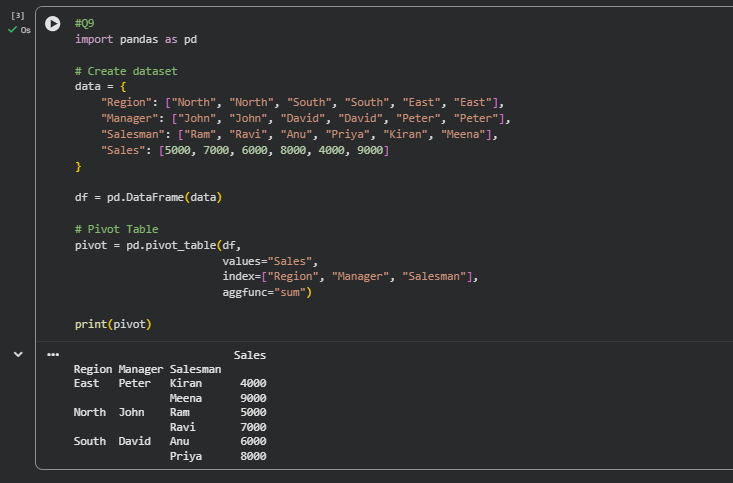 [3]
0s
#Q9
import pandas as pd
# Create dataset
data = {
    "Region": ["North", "North", "South", "South", "East", "East"],
    "Manager": ["John", "John", "David", "David", "Peter", "Peter"],
    "Salesman": ["Ram", "Ravi", "Anu", "Priya", "Kiran", "Meena"],
    "Sales": [5000, 7000, 6000, 8000, 4000, 9000]
}
df = pd.DataFrame(data)
# Pivot Table
pivot = pd.pivot_table(df,
                       values="Sales",
                       index=["Region", "Manager", "Salesman"],
                       aggfunc="sum")
print(pivot)
                         Sales
Region Manager Salesman
East   Peter   Kiran      4000
               Meena      9000
North  John    Ram        5000
               Ravi       7000
South  David   Anu        6000
               Priya      8000